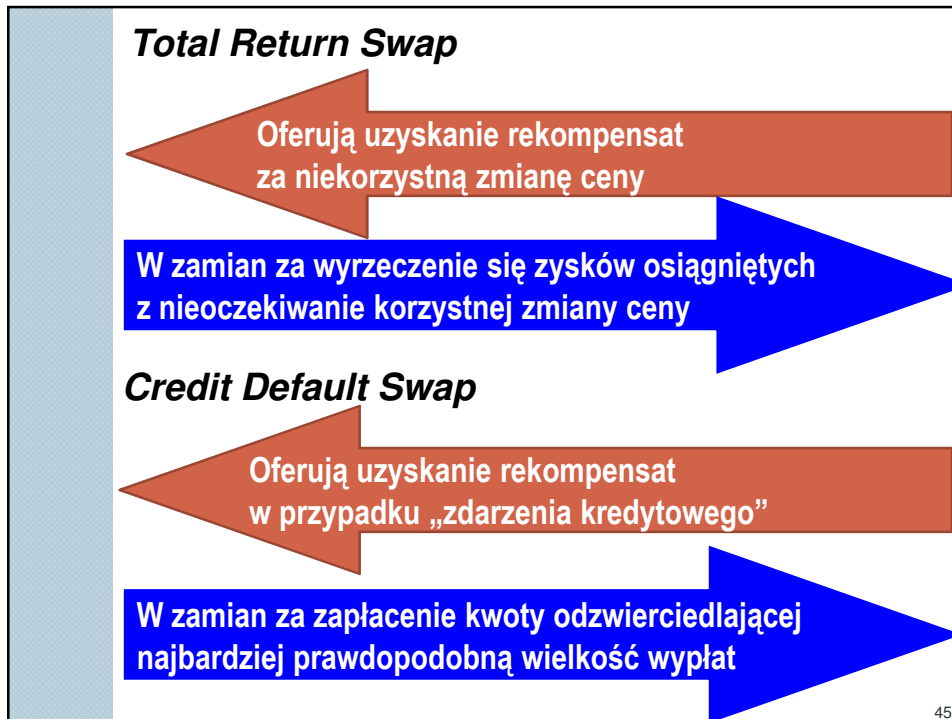 Total Return Swap
Oferują uzyskanie rekompensat
za niekorzystną zmianę ceny
W zamian za wyrzeczenie się zysków osiągniętych
z nieoczekiwanie korzystnej zmiany ceny
Credit Default Swap
Oferują uzyskanie rekompensat
w przypadku „zdarzenia kredytowego”
W zamian za zapłacenie kwoty odzwierciedlającej
najbardziej prawdopodobną wielkość wypłat
45